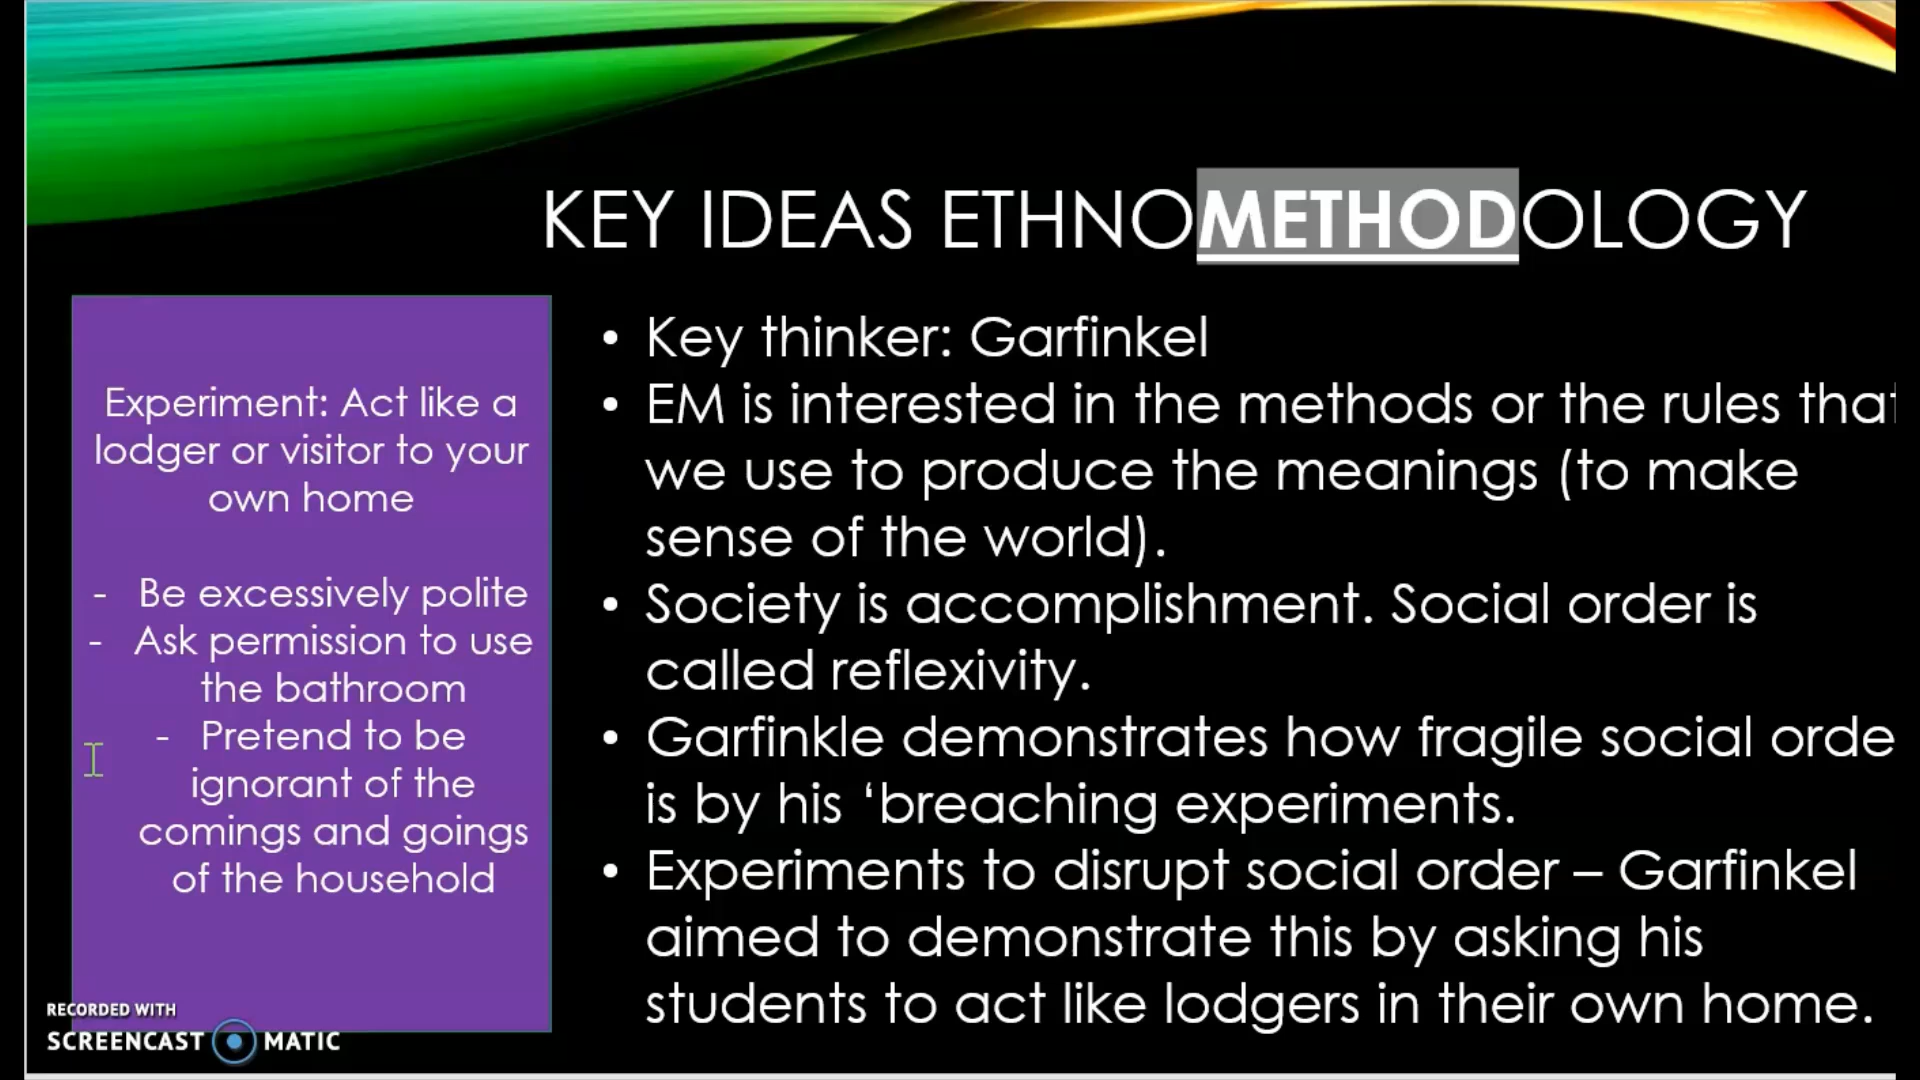 KEY IDEAS ETHNOMETHODOLOGY
Experiment: Act like a
lodger or visitor to your
own home
- Be excessively polite
- Ask permission to use
the bathroom
- Pretend to be
ignorant of the
comings and goings
of the household
• Key thinker: Garfinkel
• EM is interested in the methods or the rules that
we use to produce the meanings (to make
sense of the world).
• Society is accomplishment. Social order is
called reflexivity.
• Garfinkle demonstrates how fragile social orde
is by his ‘breaching experiments.
• Experiments to disrupt social order – Garfinkel
aimed to demonstrate this by asking his
students to act like lodgers in their own home.
RECORDED WITH
SCREENCAST MATIC